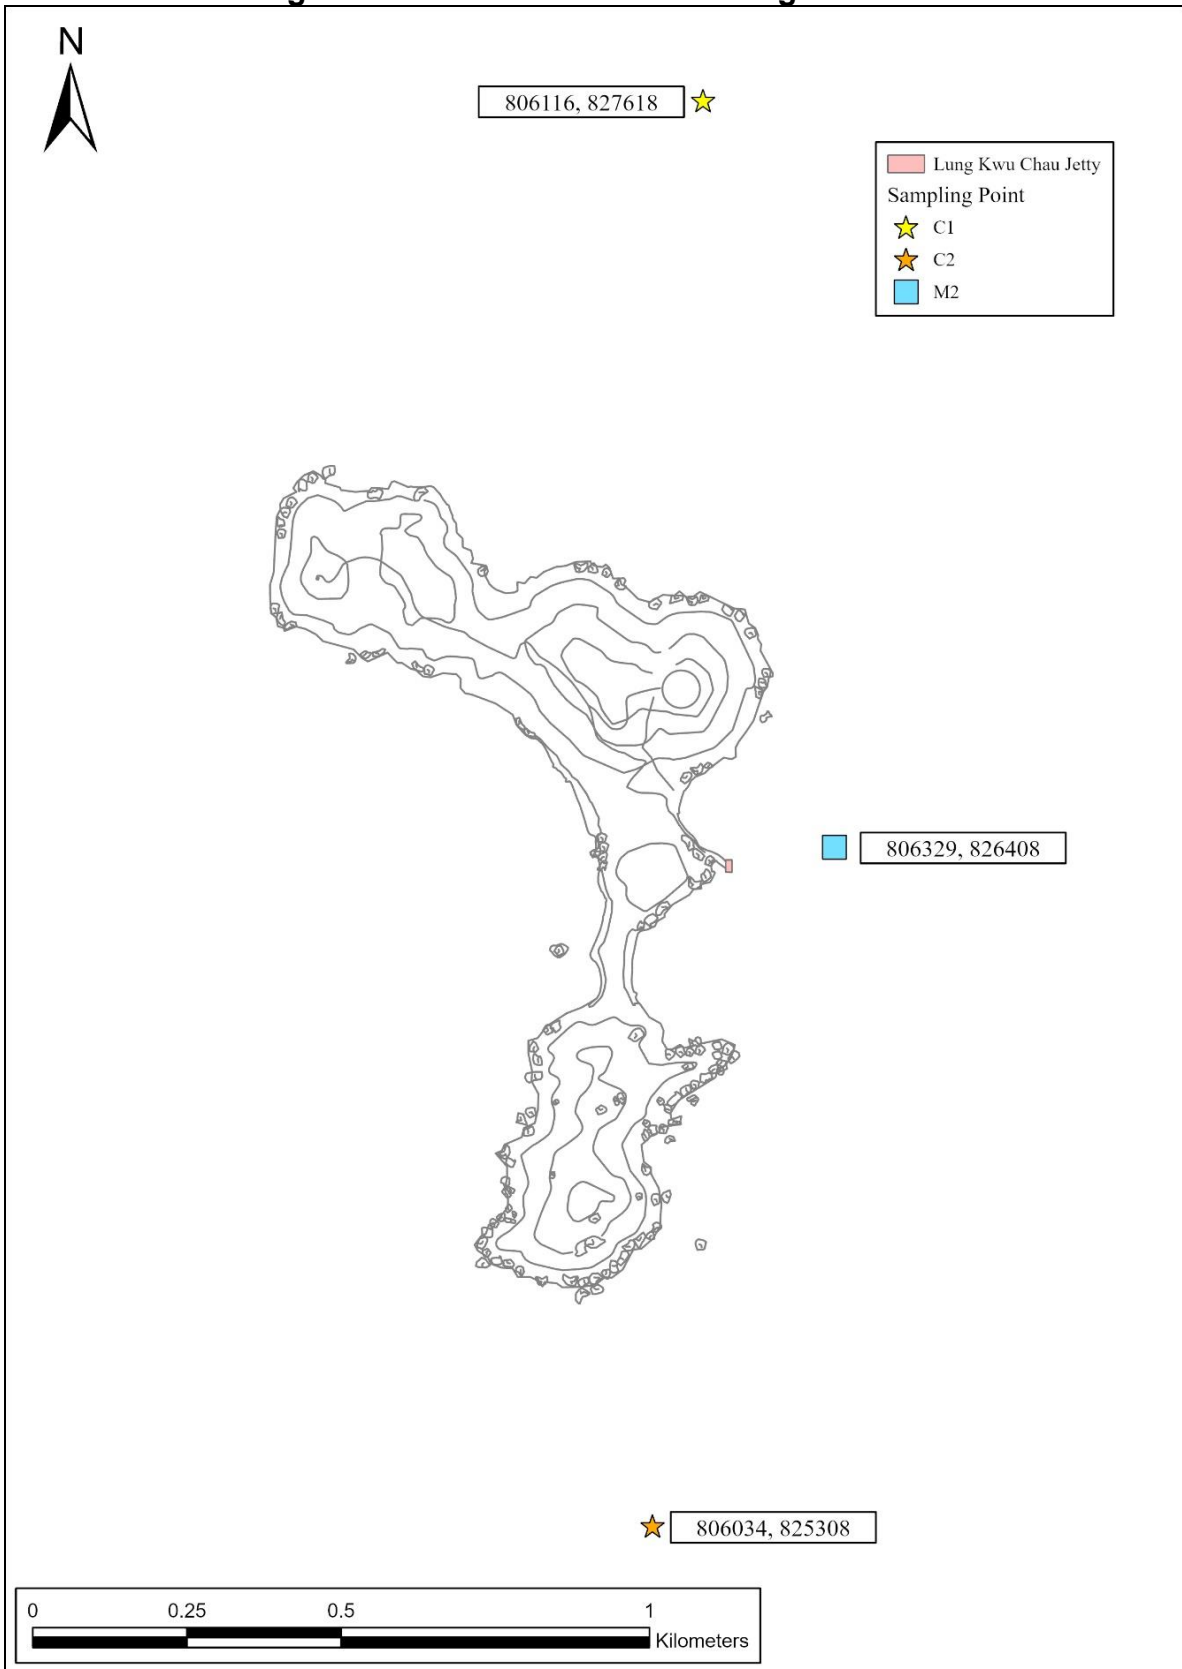 N
806116, 827618
Lung Kwu Chau Jetty
Sampling Point
C1
C2
M2
806329, 826408
806034, 825308
0 0.25 0.5 1
Kilometers